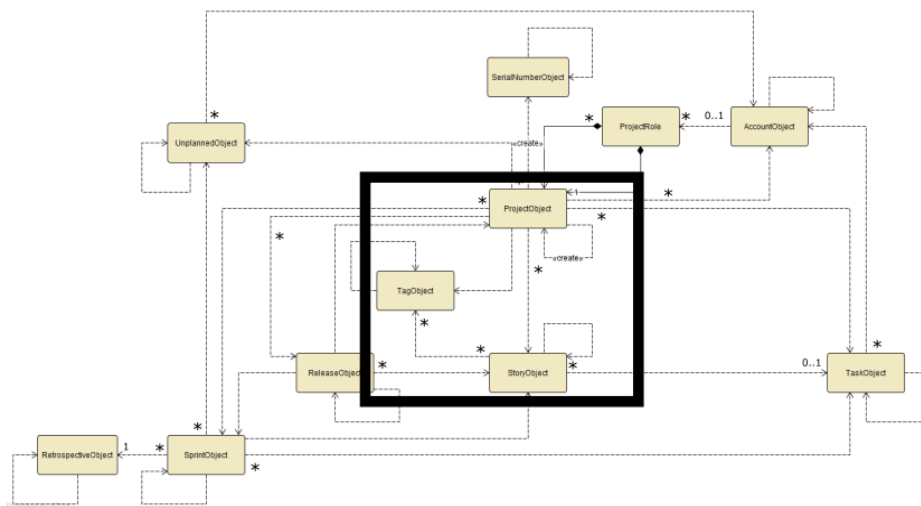 SerialNumberObject
* ProjectRole * 0..1 AccountObject
*
UnplannedObject
«create»
* 1 *
ProjectObject *
*
«create»
*
TagObject
*
* *
ReleaseObject * StoryObject * 0..1 TaskObject
*
RetrospectiveObject 1 * SprintObject *